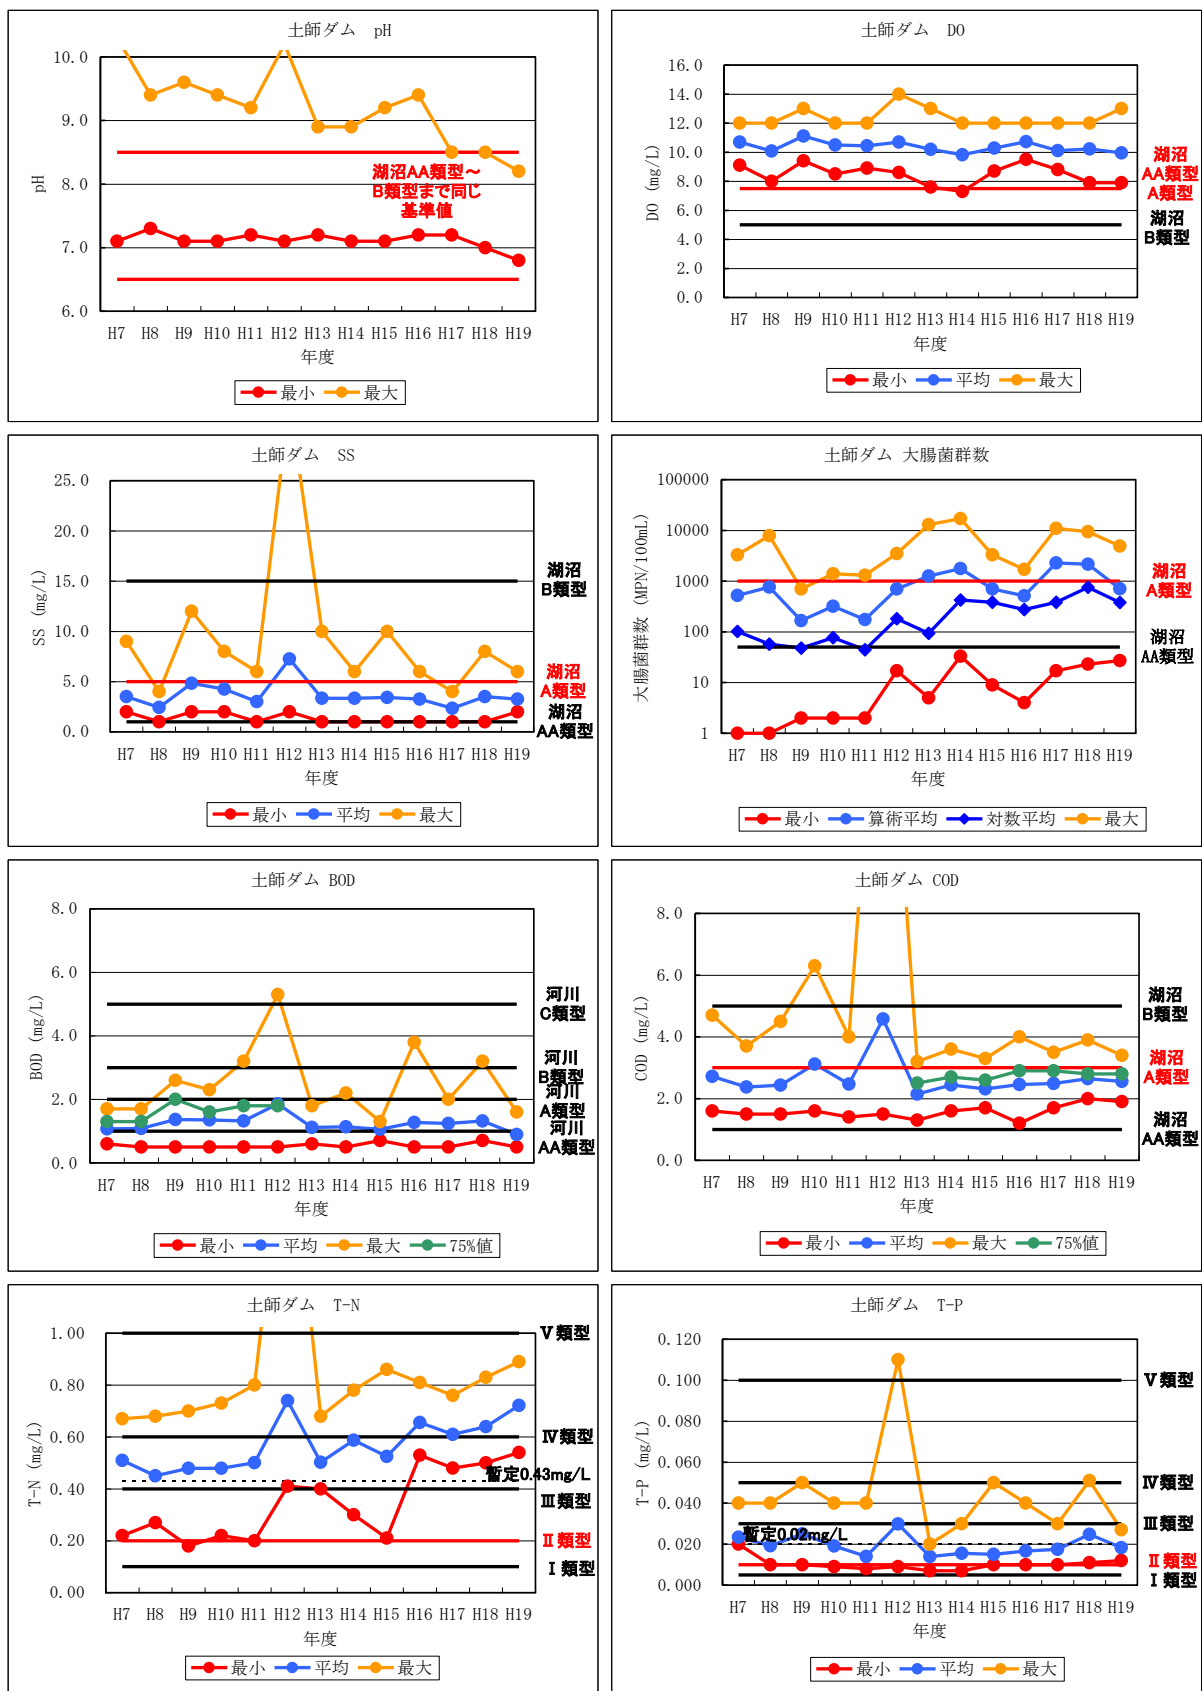 土師ダム　pH
10.0
9.0
8.0
7.0
6.0
pH
湖沼AA類型～
B類型まで同じ
基準値
H7 H8 H9 H10 H11 H12 H13 H14 H15 H16 H17 H18 H19
年度
最小 最大
土師ダム　DO
16.0
14.0
12.0
10.0
8.0
6.0
4.0
2.0
0.0
DO (mg/L)
湖沼
AA類型
A類型
湖沼
B類型
H7 H8 H9 H10 H11 H12 H13 H14 H15 H16 H17 H18 H19
年度
最小 平均 最大
土師ダム　SS
25.0
20.0
15.0
10.0
5.0
0.0
SS (mg/L)
湖沼
B類型
湖沼
A類型
湖沼
AA類型
H7 H8 H9 H10 H11 H12 H13 H14 H15 H16 H17 H18 H19
年度
最小 平均 最大
土師ダム 大腸菌群数
100000
10000
1000
100
10
1
大腸菌群数 (MPN/100mL)
湖沼
A類型
湖沼
AA類型
H7 H8 H9 H10 H11 H12 H13 H14 H15 H16 H17 H18 H19
年度
最小 算術平均 対数平均 最大
土師ダム BOD
8.0
6.0
4.0
2.0
0.0
BOD (mg/L)
河川
C類型
河川
B類型
河川
A類型
河川
AA類型
H7 H8 H9 H10 H11 H12 H13 H14 H15 H16 H17 H18 H19
年度
最小 平均 最大 75%値
土師ダム COD
8.0
6.0
4.0
2.0
0.0
COD (mg/L)
湖沼
B類型
湖沼
A類型
湖沼
AA類型
H7 H8 H9 H10 H11 H12 H13 H14 H15 H16 H17 H18 H19
年度
最小 平均 最大 75%値
土師ダム　T-N
1.00
0.80
0.60
0.40
0.20
0.00
T-N (mg/L)
Ⅴ類型
Ⅳ類型
暫定0.43mg/L
Ⅲ類型
Ⅱ類型
Ⅰ類型
H7 H8 H9 H10 H11 H12 H13 H14 H15 H16 H17 H18 H19
年度
最小 平均 最大
土師ダム　T-P
0.120
0.100
0.080
0.060
0.040
0.020
0.000
T-P (mg/L)
Ⅴ類型
Ⅳ類型
Ⅲ類型
暫定0.02mg/L
Ⅱ類型
Ⅰ類型
H7 H8 H9 H10 H11 H12 H13 H14 H15 H16 H17 H18 H19
年度
最小 平均 最大